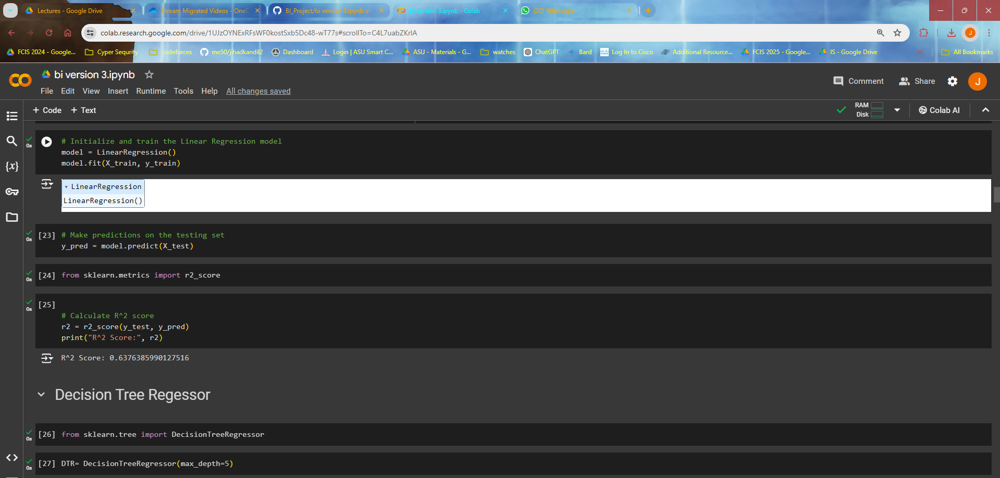 Lectures - Google Drive
Stream Migrated Videos - OneD
BI_Project/bi version 3.ipynb at
bi version 3.ipynb - Colab
(20) WhatsApp
colab.research.google.com/drive/1UJzOYNExRFsWF0kostSxb5Dc48-wT77s#scrollTo=C4L7uabZKrlA
FCIS 2024 - Google...
Cyper Sequrity
codeforces
me50/jihadkandil2
Dashboard
Login | ASU Smart C...
ASU - Materials - G...
watches
ChatGPT
Bard
Log In to Cisco
Additional Resource...
FCIS 2025 - Google...
IS - Google Drive
All Bookmarks
J
CO
bi version 3.ipynb
Comment
Share
J
File Edit View Insert Runtime Tools Help All changes saved
+ Code + Text
RAM
Disk
Colab AI
0s
# Initialize and train the Linear Regression model
model = LinearRegression()
model.fit(X_train, y_train)
LinearRegression
LinearRegression()
{x}
0s
[23] # Make predictions on the testing set
y_pred = model.predict(X_test)
0s
[24] from sklearn.metrics import r2_score
0s
[25]
# Calculate R^2 score
r2 = r2_score(y_test, y_pred)
print("R^2 Score:", r2)
R^2 Score: 0.6376385990127516
Decision Tree Regessor
0s
[26] from sklearn.tree import DecisionTreeRegressor
0s
[27] DTR= DecisionTreeRegressor(max_depth=5)